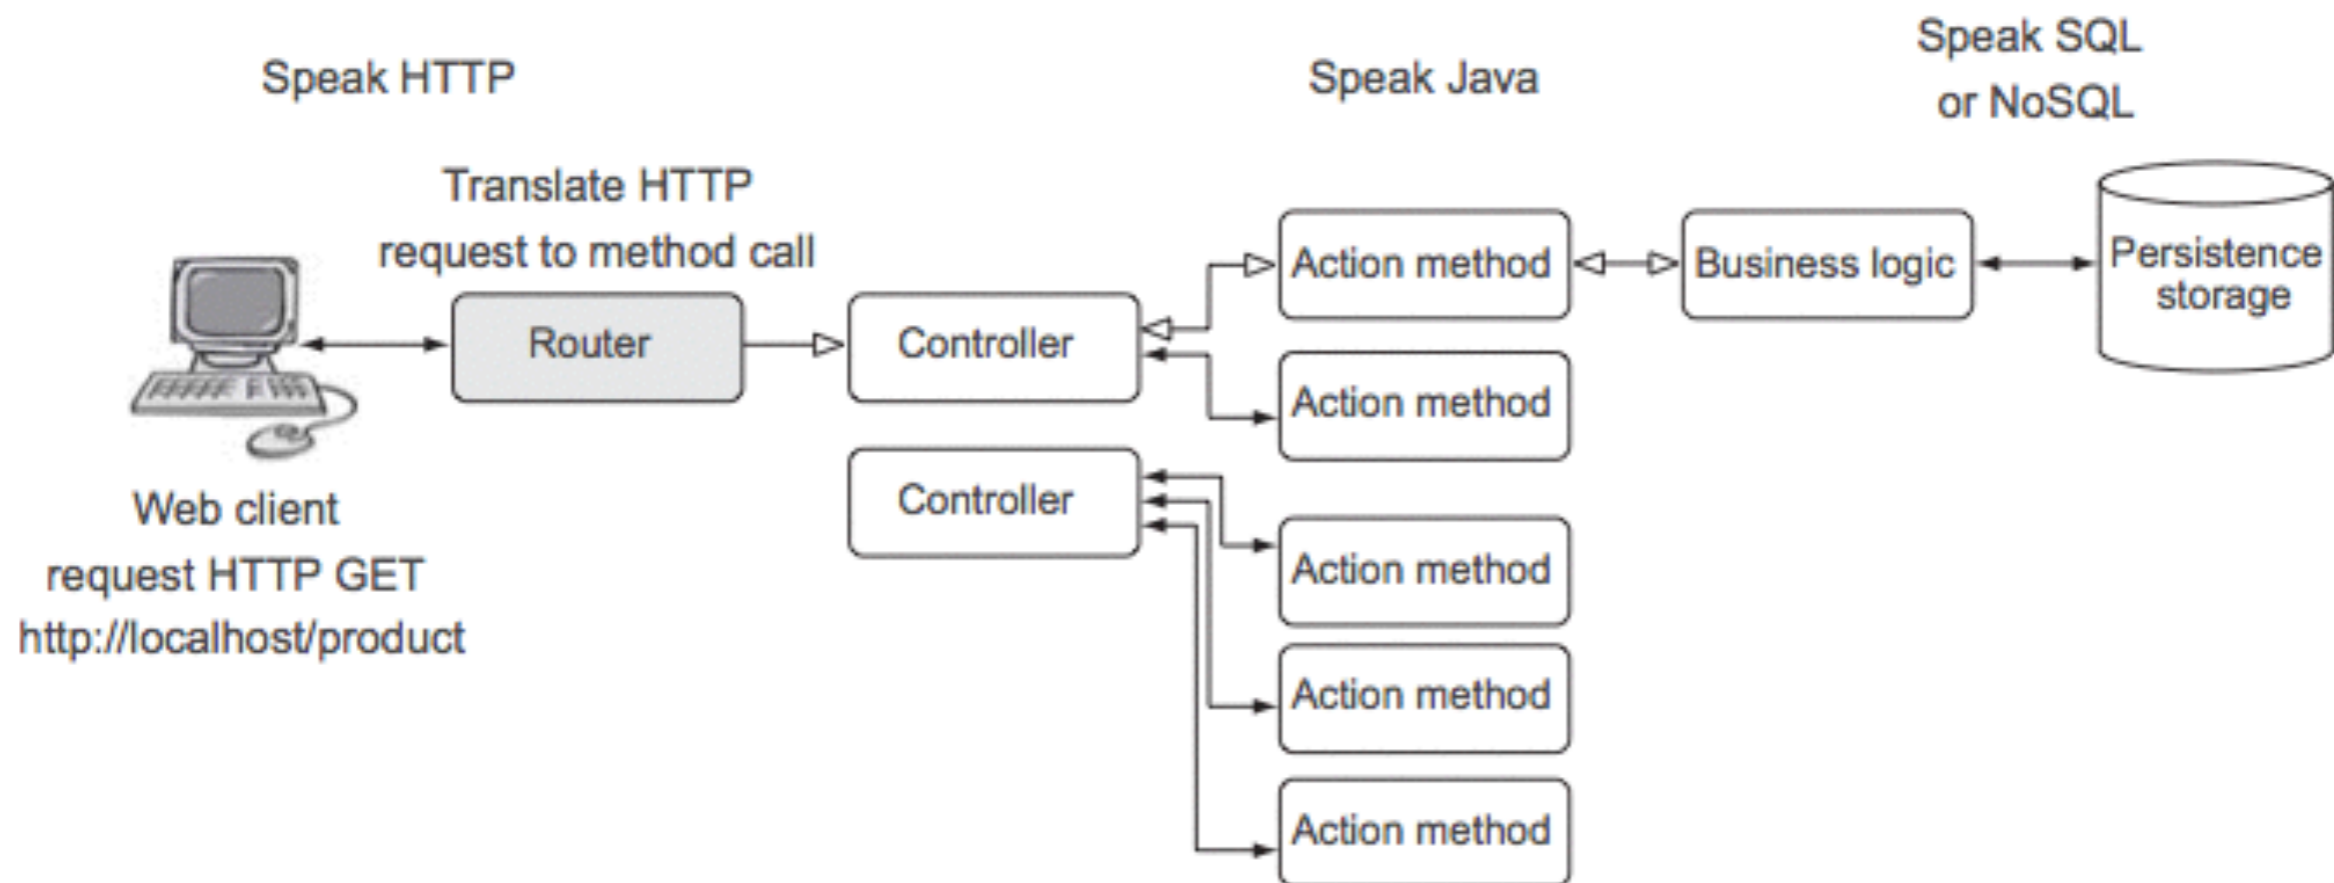 Speak HTTP
Speak Java
Speak SQL
or NoSQL
Translate HTTP
request to method call
Router
Controller
Controller
Action method
Action method
Action method
Action method
Action method
Business logic
Persistence
storage
Web client
request HTTP GET
http://localhost/product